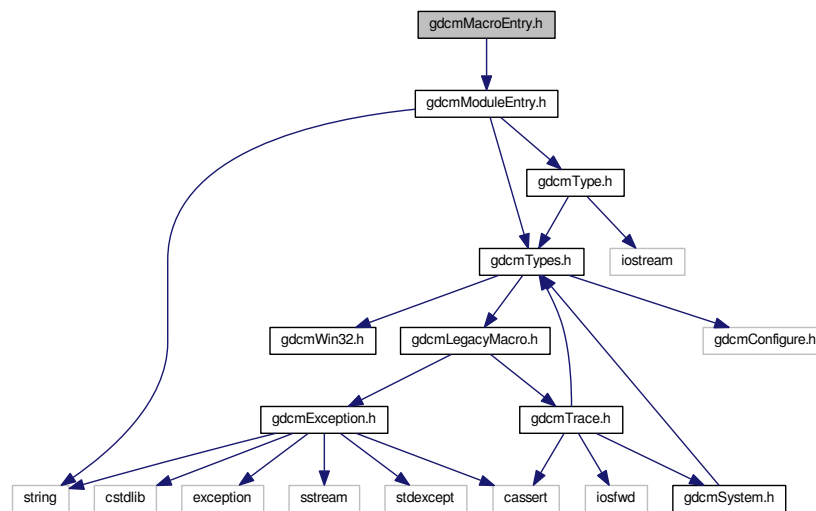 gdcmMacroEntry.h
gdcmModuleEntry.h
gdcmType.h
gdcmTypes.h
iostream
gdcmWin32.h
gdcmLegacyMacro.h
gdcmConfigure.h
gdcmException.h
gdcmTrace.h
string
cstdlib
exception
sstream
stdexcept
cassert
iosfwd
gdcmSystem.h